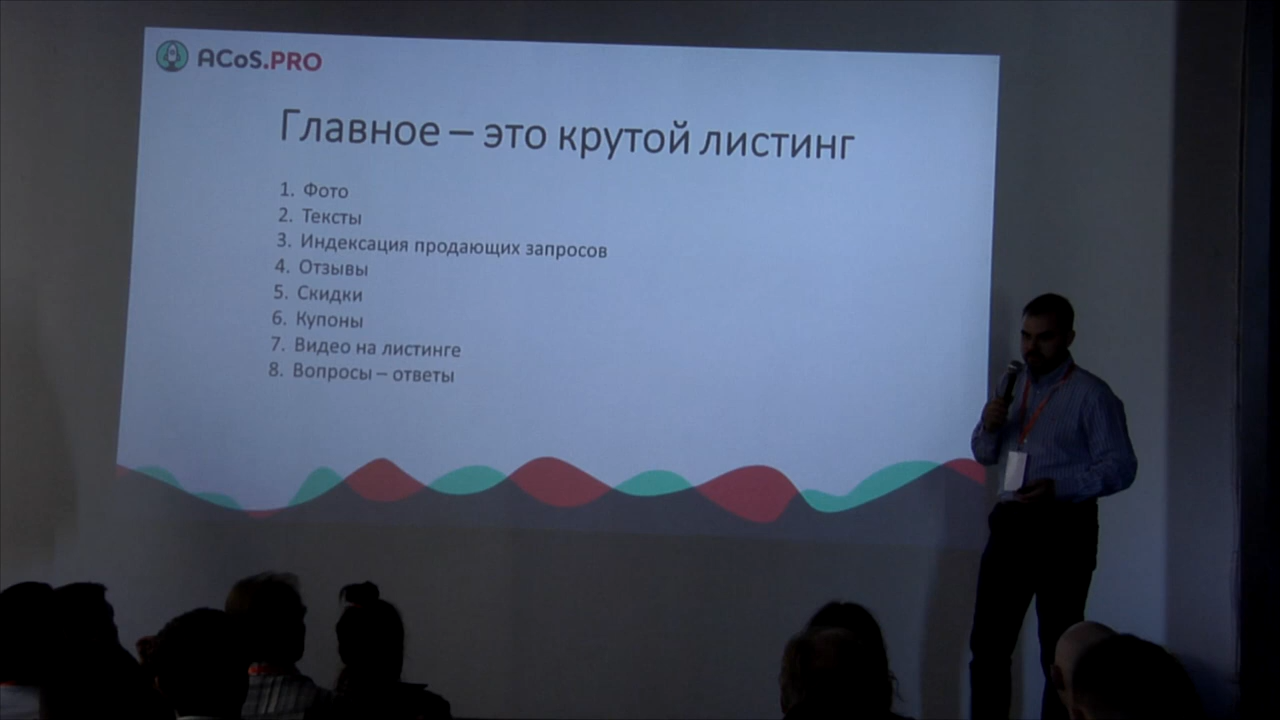 ACoS.PRO
Главное – это крутой листинг
1. Фото
2. Тексты
3. Индексация продающих запросов
4. Отзывы
5. Скидки
6. Купоны
7. Видео на листинге
8. Вопросы – ответы